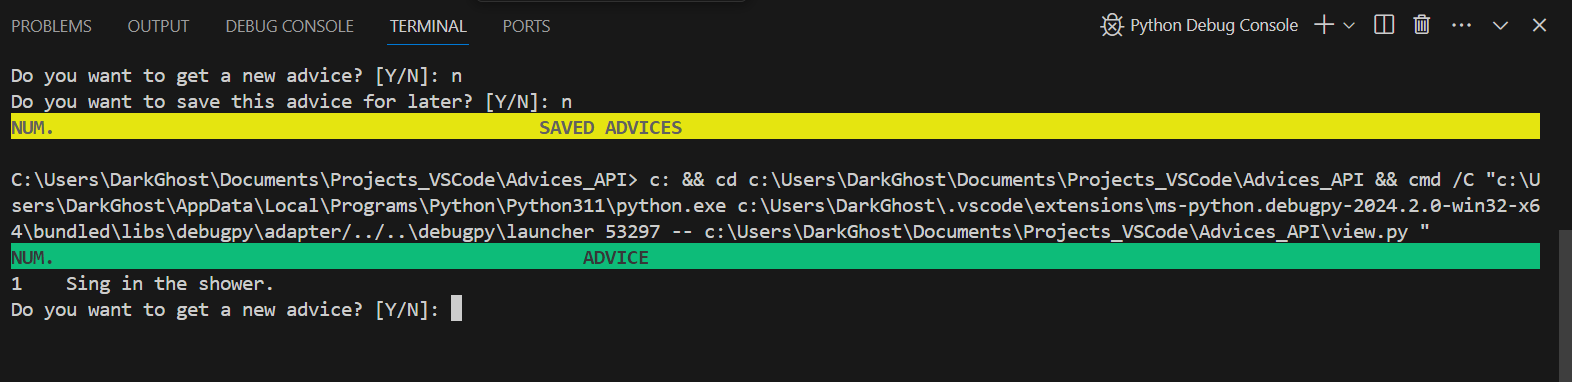 PROBLEMS OUTPUT DEBUG CONSOLE TERMINAL PORTS Python Debug Console
Do you want to get a new advice? [Y/N]: n
Do you want to save this advice for later? [Y/N]: n
NUM. SAVED ADVICES
C:\Users\DarkGhost\Documents\Projects_VSCode\Advices_API> c: && cd c:\Users\DarkGhost\Documents\Projects_VSCode\Advices_API && cmd /C "c:\U
sers\DarkGhost\AppData\Local\Programs\Python\Python311\python.exe c:\Users\DarkGhost\.vscode\extensions\ms-python.debugpy-2024.2.0-win32-x6
4\bundled\libs\debugpy\adapter/../..\debugpy\launcher 53297 -- c:\Users\DarkGhost\Documents\Projects_VSCode\Advices_API\view.py "
NUM. ADVICE
1 Sing in the shower.
Do you want to get a new advice? [Y/N]: